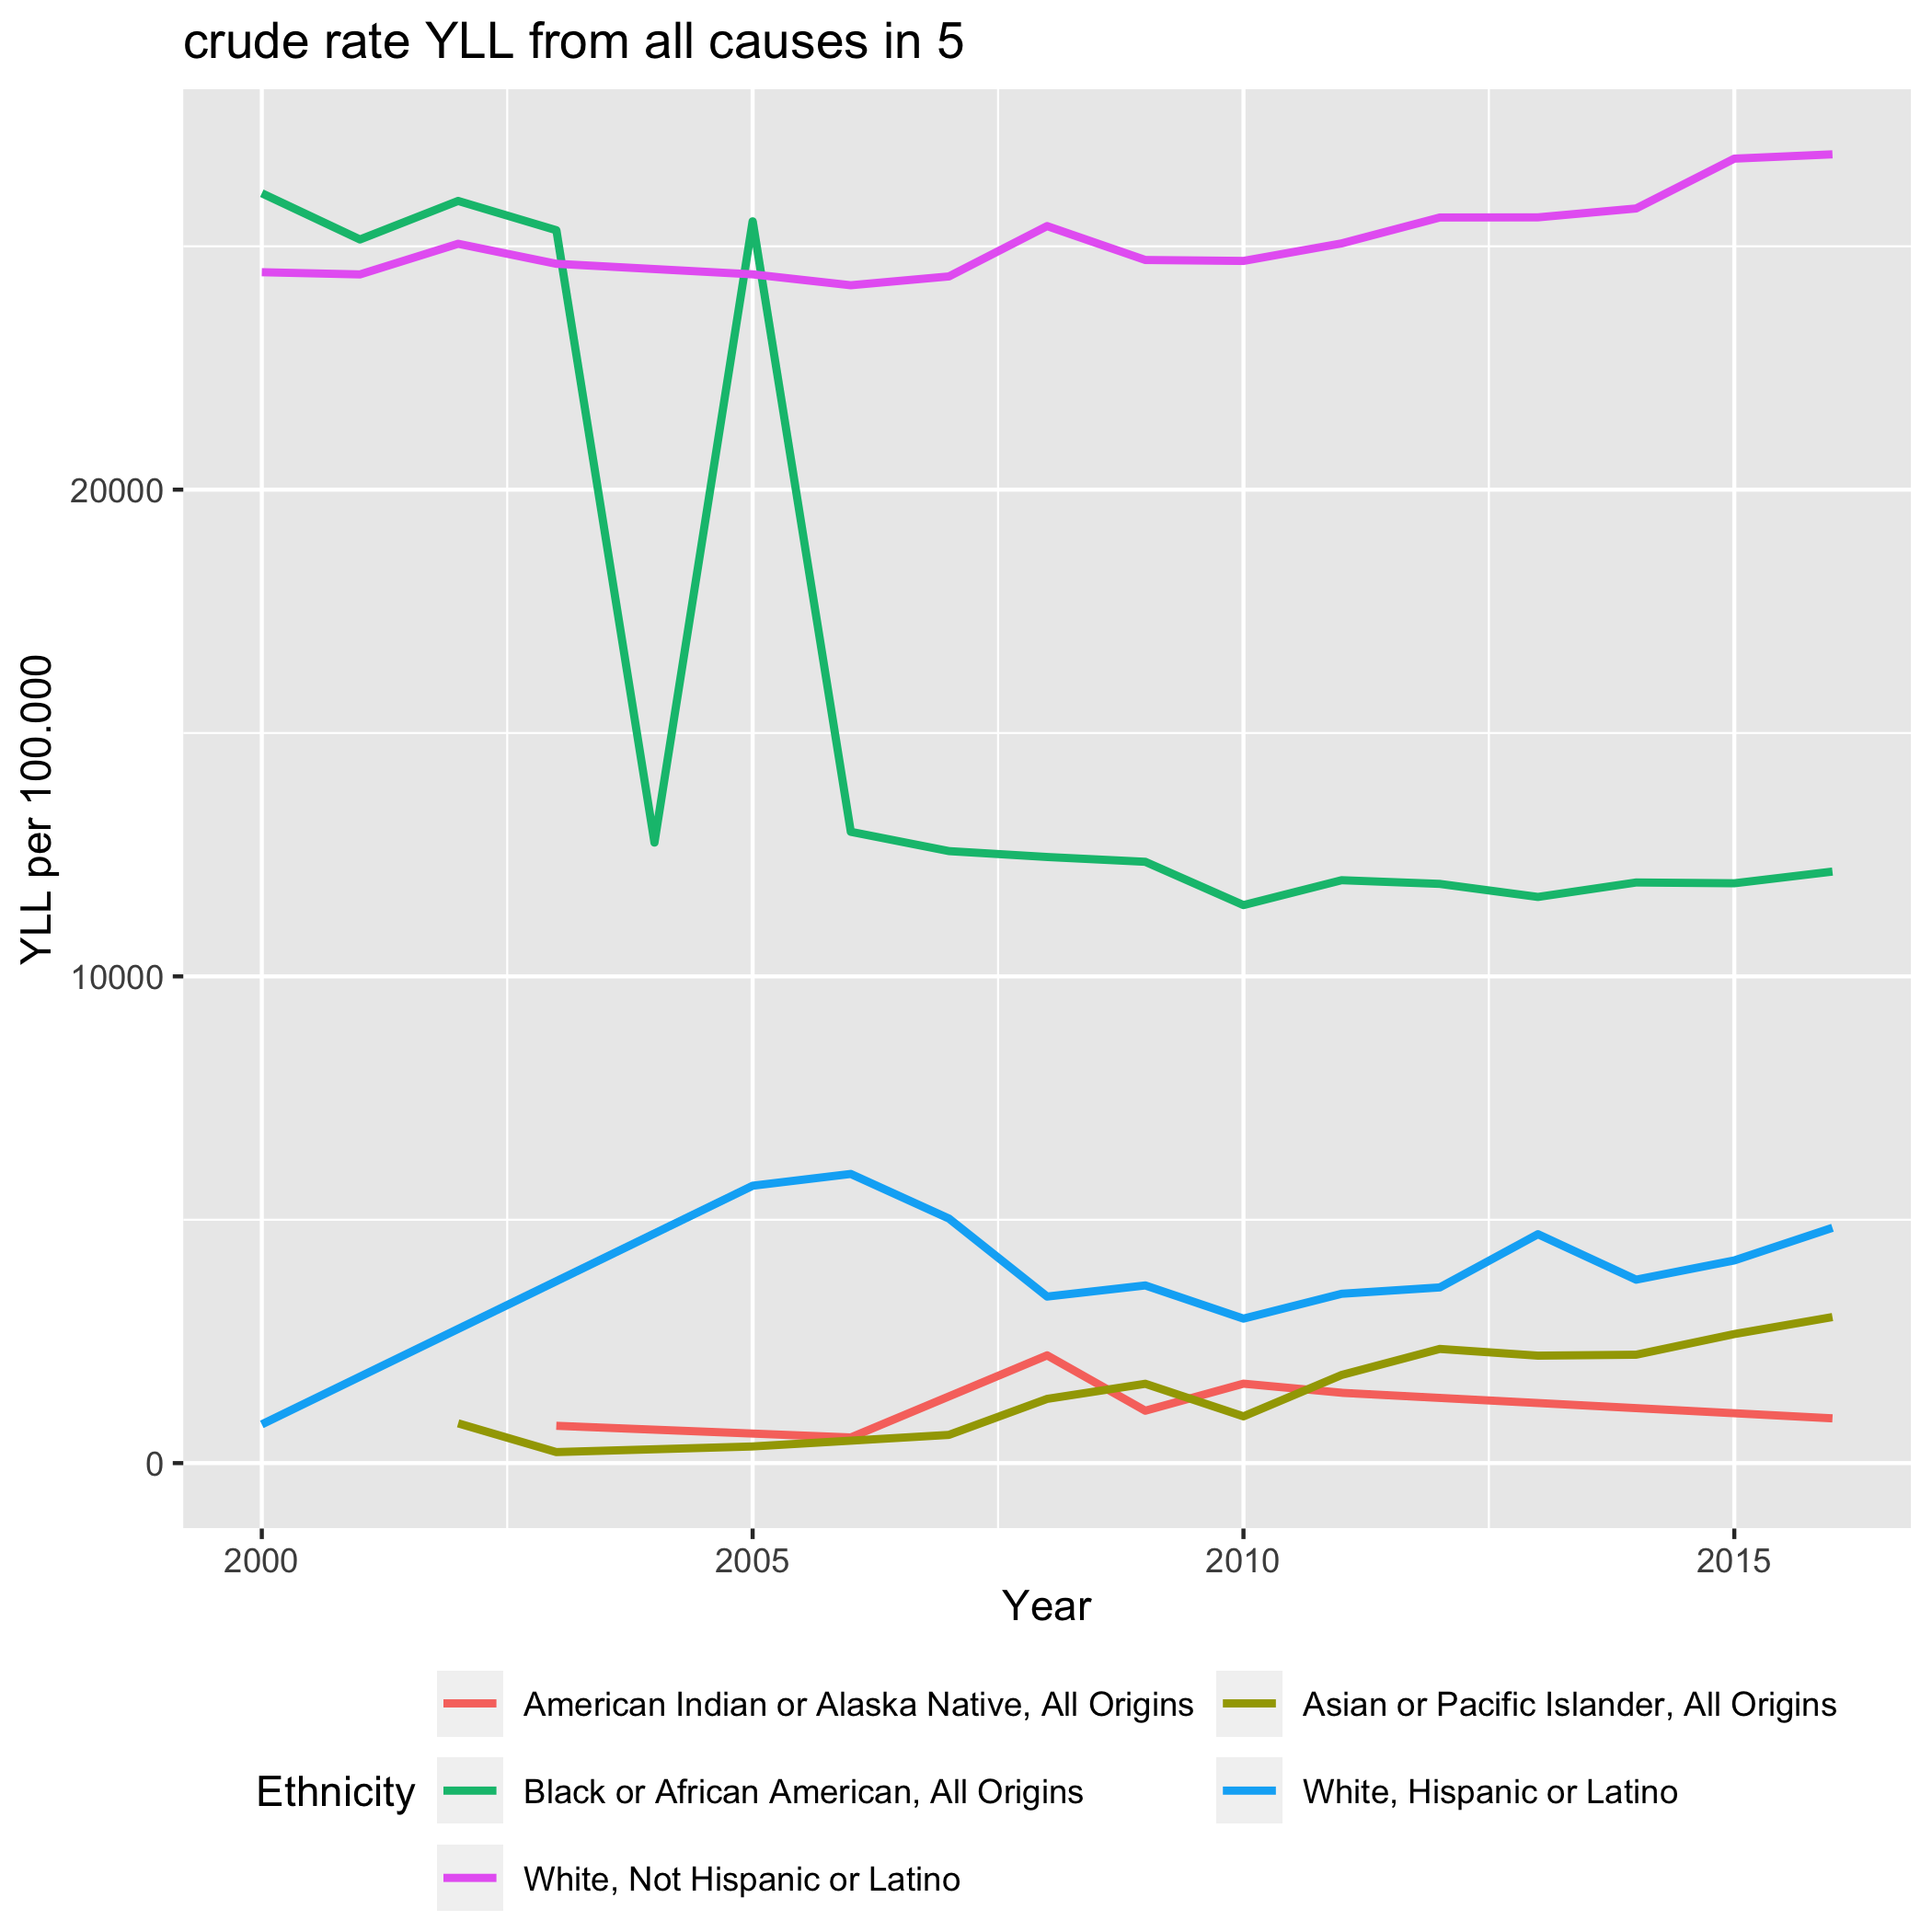 crude rate YLL from all causes in 5
YLL per 100.000
20000
10000
0
2000 2005 2010 2015
Year
Ethnicity
American Indian or Alaska Native, All Origins
Asian or Pacific Islander, All Origins
Black or African American, All Origins
White, Hispanic or Latino
White, Not Hispanic or Latino